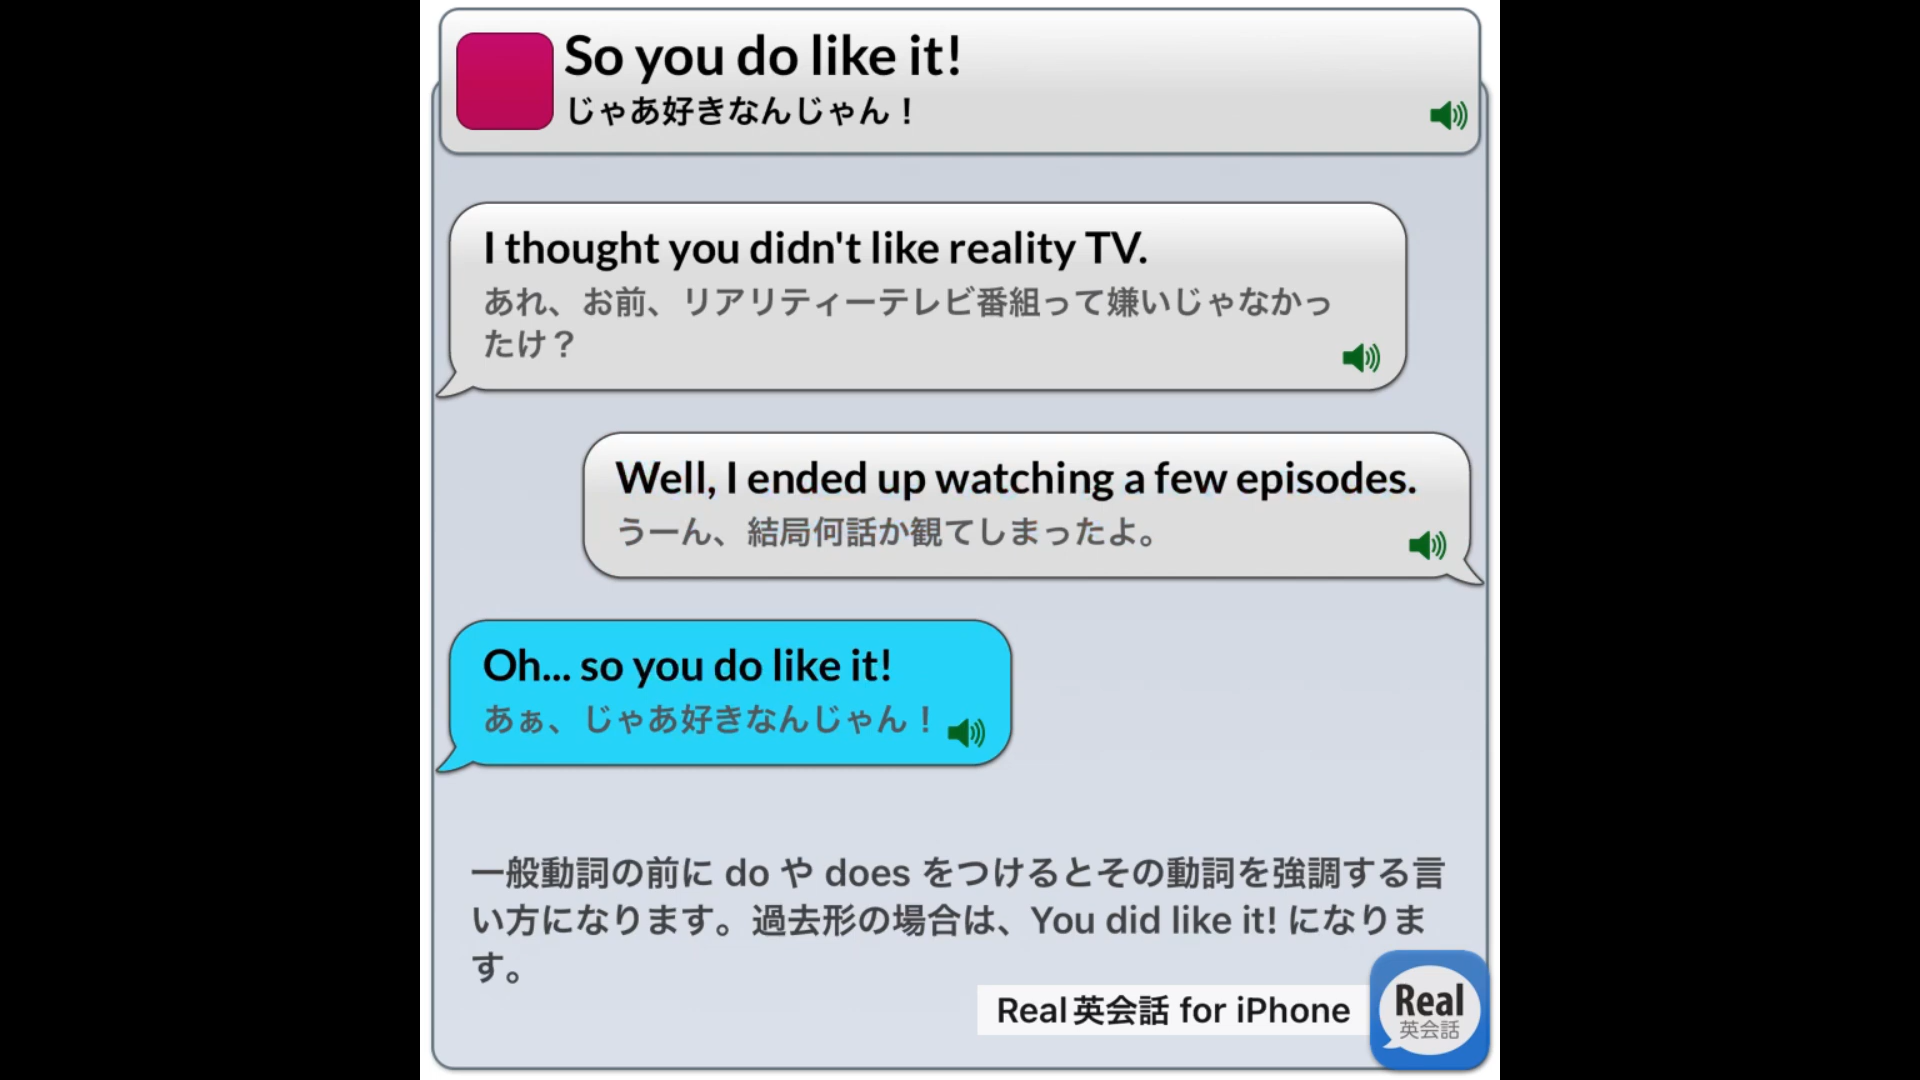 So you do like it!
じゃあ好きなんじゃん！
I thought you didn't like reality TV.
あれ、お前、リアリティーテレビ番組って嫌いじゃなかっ
たけ？
Well, I ended up watching a few episodes.
うーん、結局何話か観てしまったよ。
Oh... so you do like it!
あぁ、じゃあ好きなんじゃん！
一般動詞の前に do や does をつけるとその動詞を強調する言
い方になります。過去形の場合は、You did like it! になりま
す。
Real英会話 for iPhone
Real
英会話